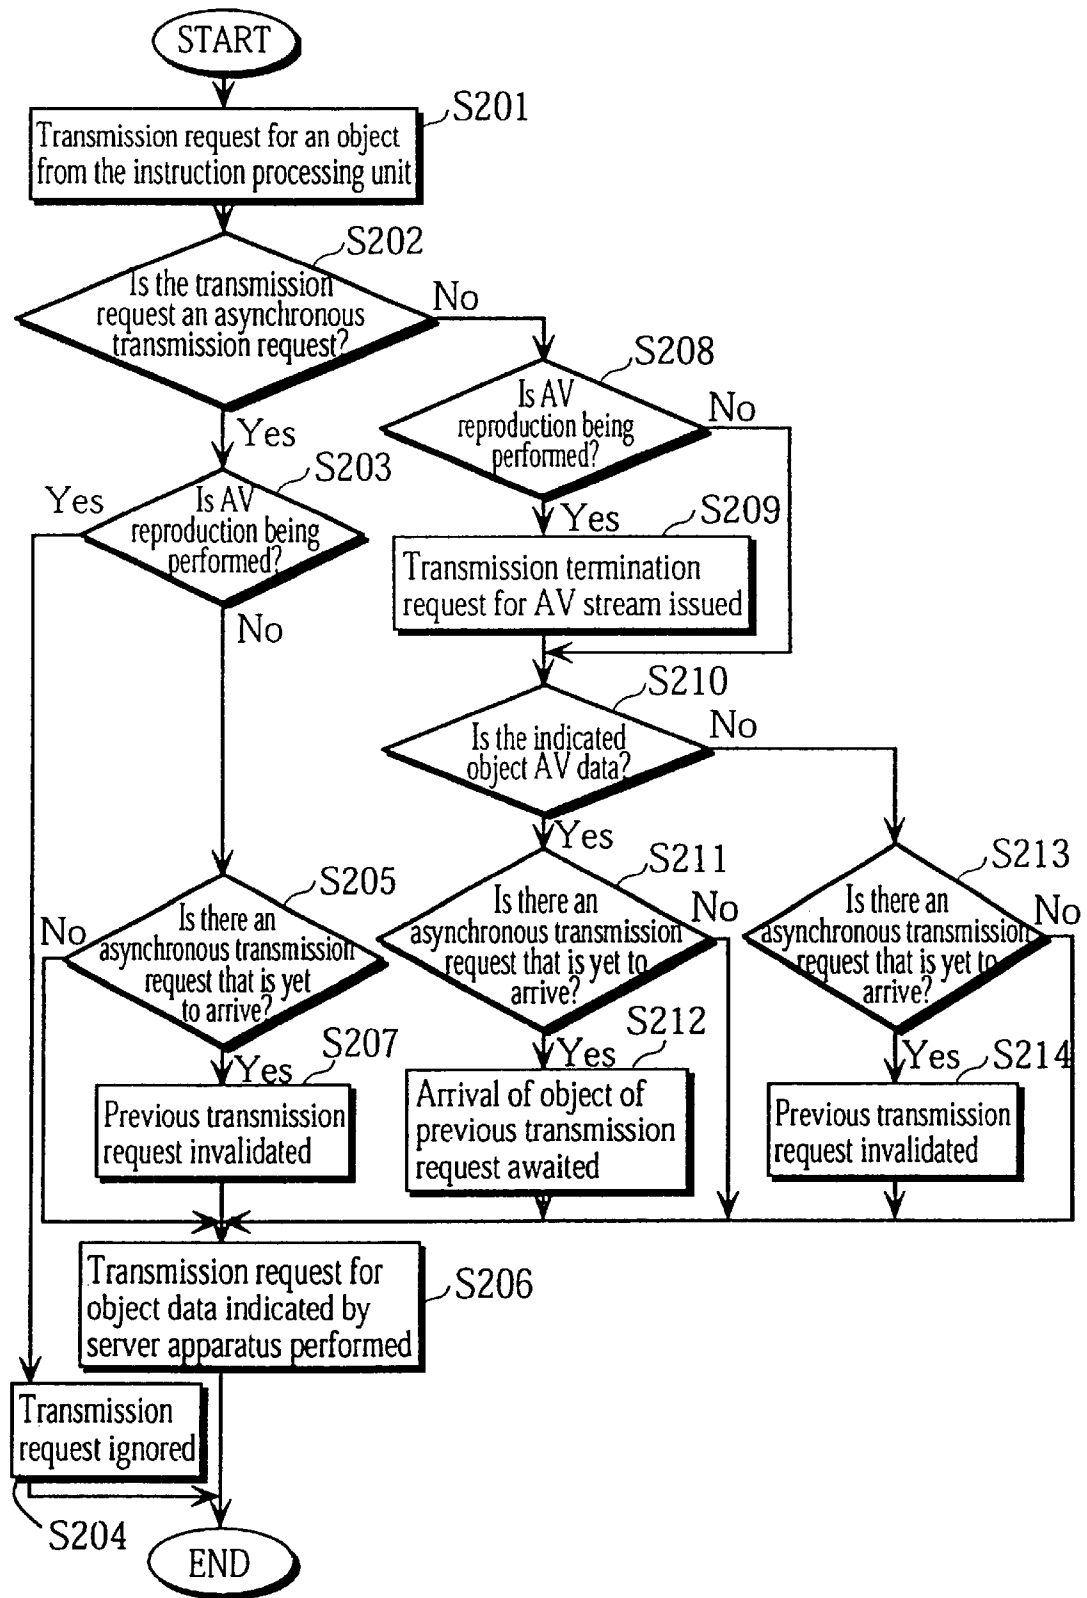 START
S201
Transmission request for an object
from the instruction processing unit
S202
Is the transmission
request an asynchronous
transmission request?
No
Yes
S208
Is AV
reproduction being
performed?
No
Yes
S203
Is AV
reproduction being
performed?
Yes
No
S209
Transmission termination
request for AV stream issued
S210
Is the indicated
object AV data?
No
Yes
S205
Is there an
asynchronous transmission
request that is yet
to arrive?
No
Yes
S211
Is there an
asynchronous transmission
request that is yet to
arrive?
No
Yes
S213
Is there an
asynchronous transmission
request that is yet to
arrive?
No
Yes
S207
Previous transmission
request invalidated
S212
Arrival of object of
previous transmission
request awaited
S214
Previous transmission
request invalidated
S206
Transmission request for
object data indicated by
server apparatus performed
Transmission
request ignored
S204
END